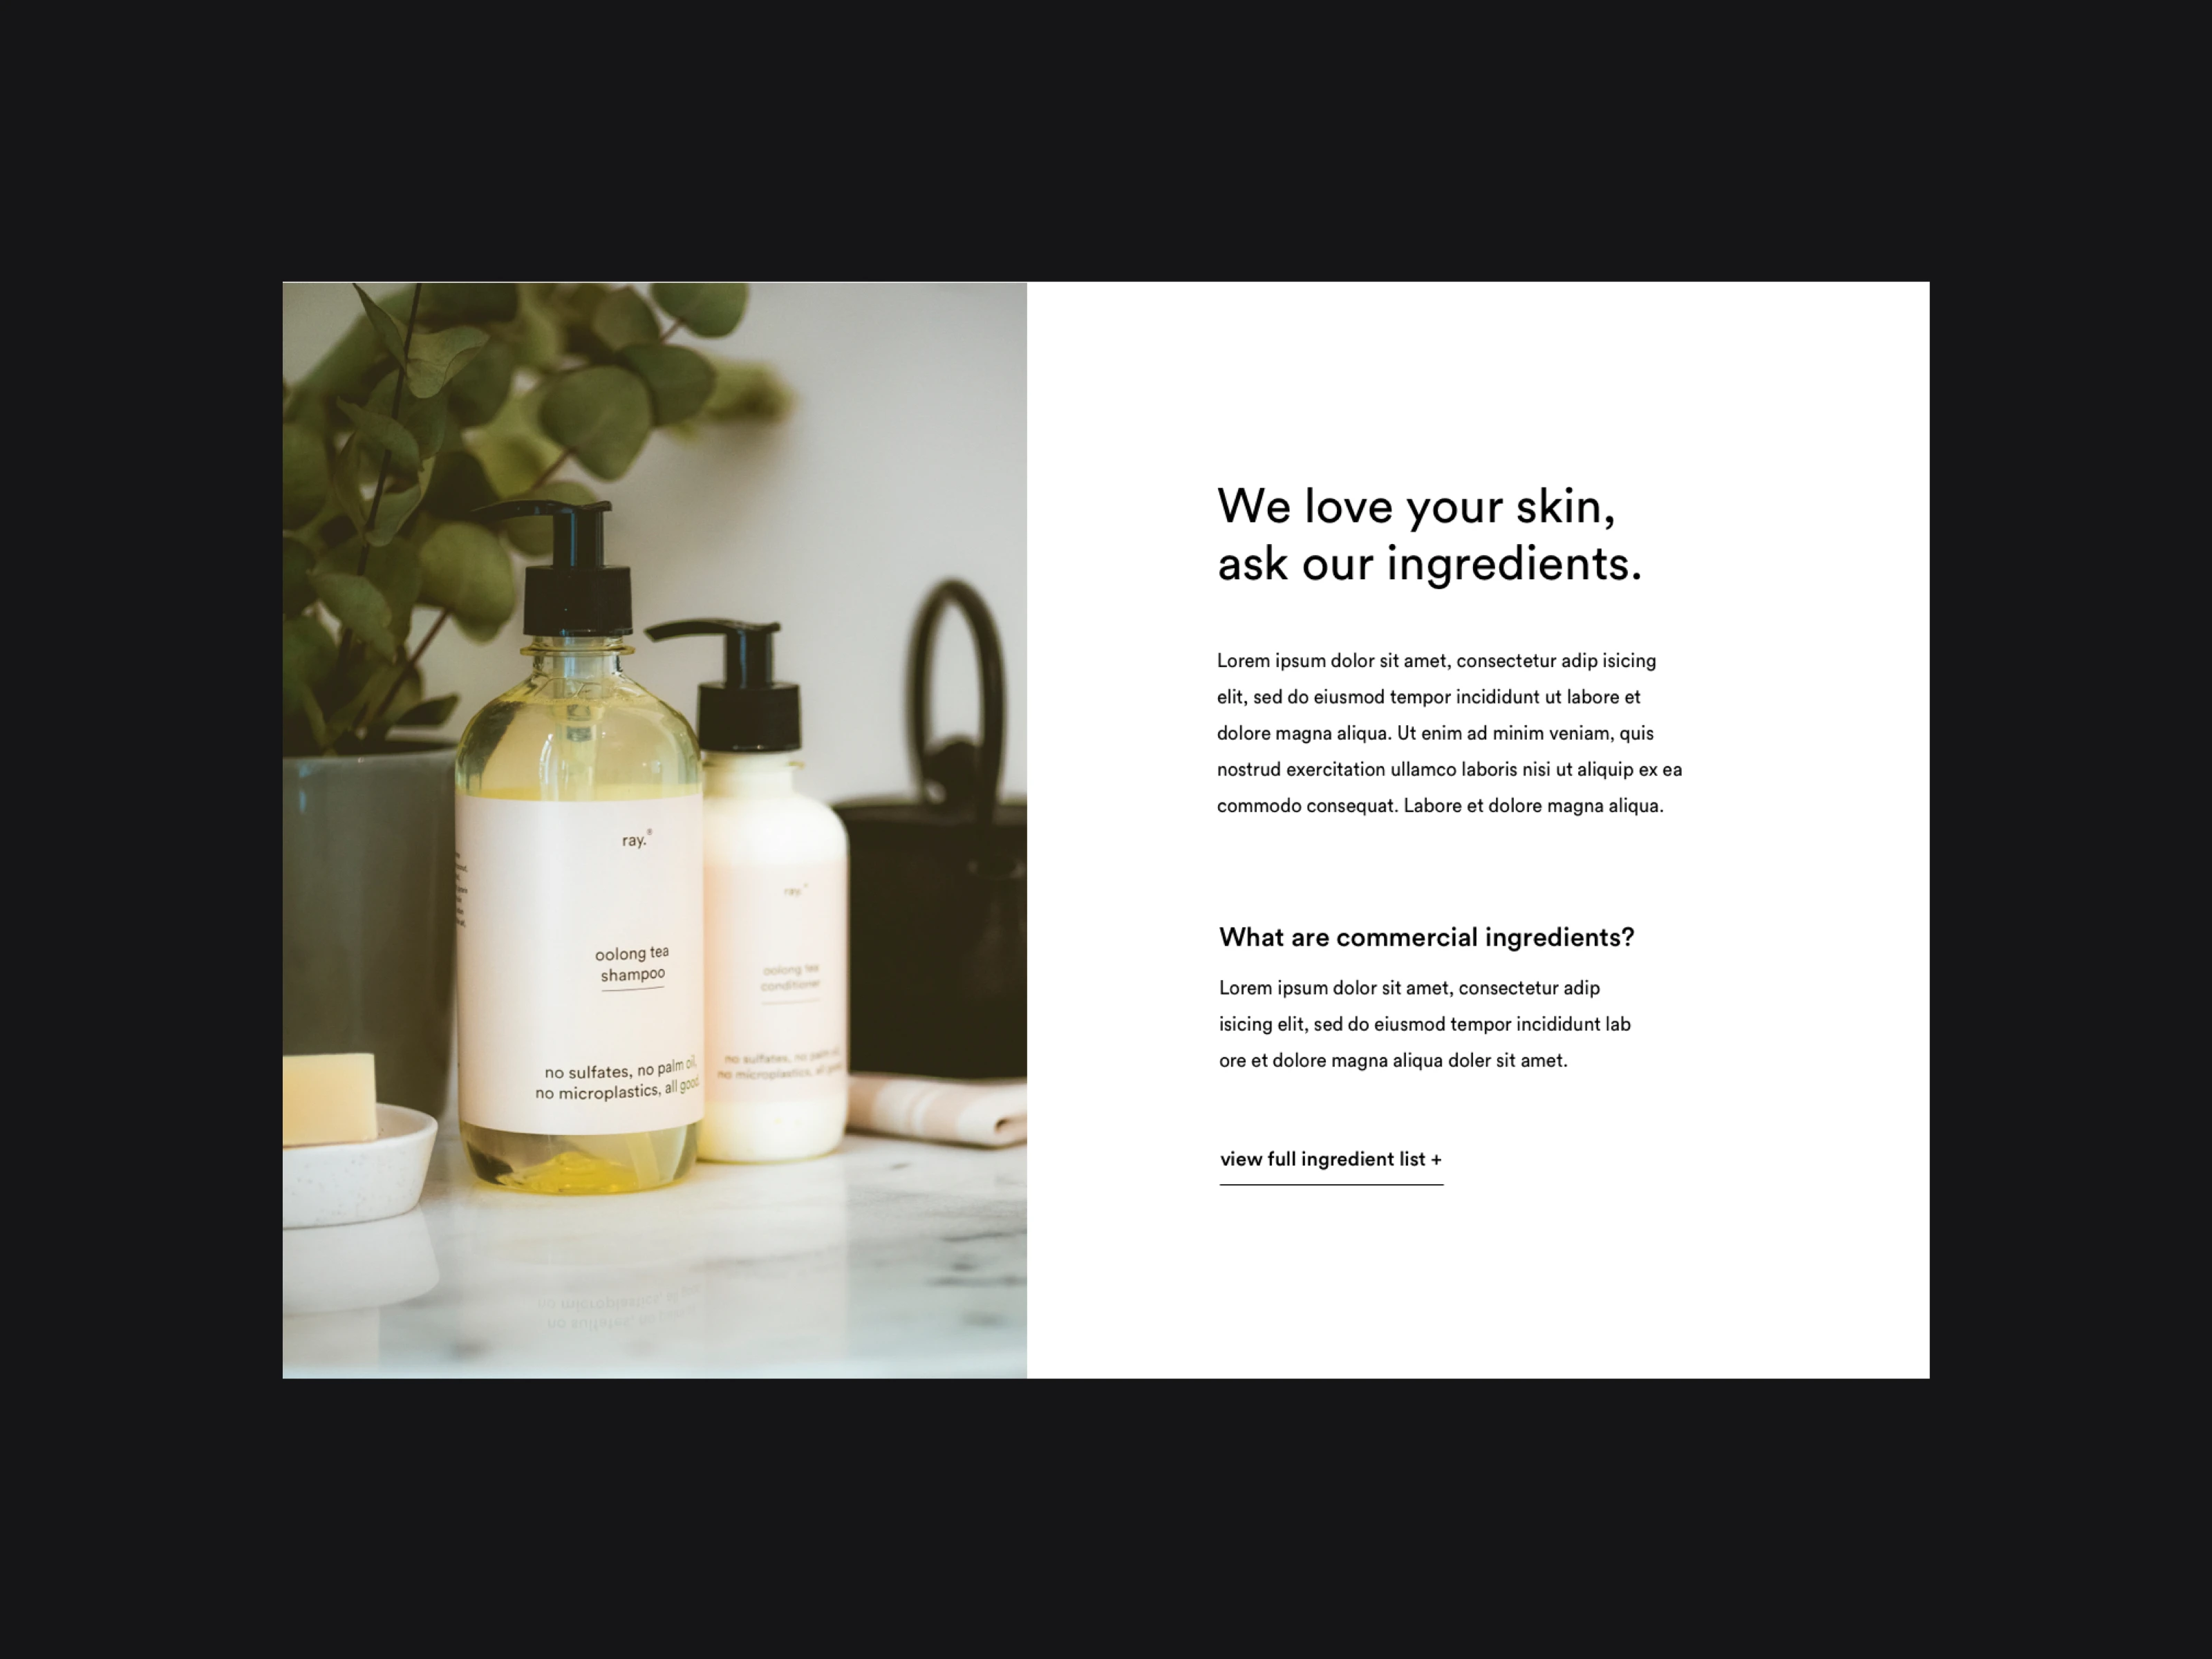 ray.®
oolong tea
shampoo
no sulfates, no palm oil,
no microplastics, all good.
ray.®
oolong tea
conditioner
no sulfates, no palm oil,
no microplastics, all good
We love your skin,
ask our ingredients.
Lorem ipsum dolor sit amet, consectetur adip isicing
elit, sed do eiusmod tempor incididunt ut labore et
dolore magna aliqua. Ut enim ad minim veniam, quis
nostrud exercitation ullamco laboris nisi ut aliquip ex ea
commodo consequat. Labore et dolore magna aliqua.
What are commercial ingredients?
Lorem ipsum dolor sit amet, consectetur adip
isicing elit, sed do eiusmod tempor incididunt lab
ore et dolore magna aliqua doler sit amet.
view full ingredient list +